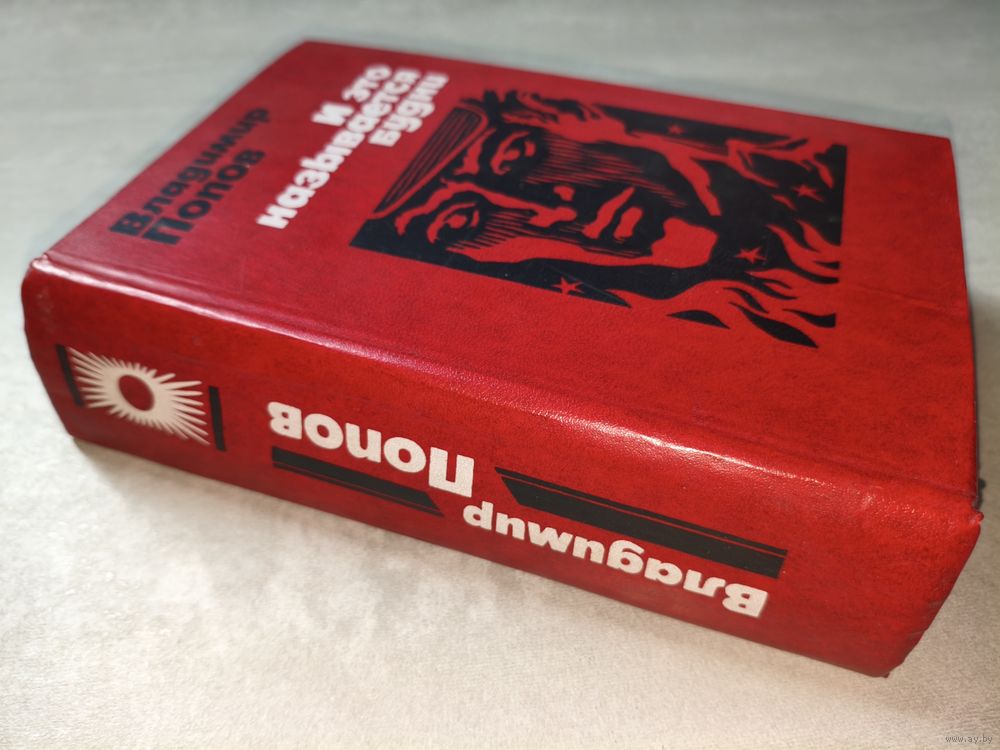 Владимир
Попов
И это
называется
будни
Владимир
Попов
www.ay.by